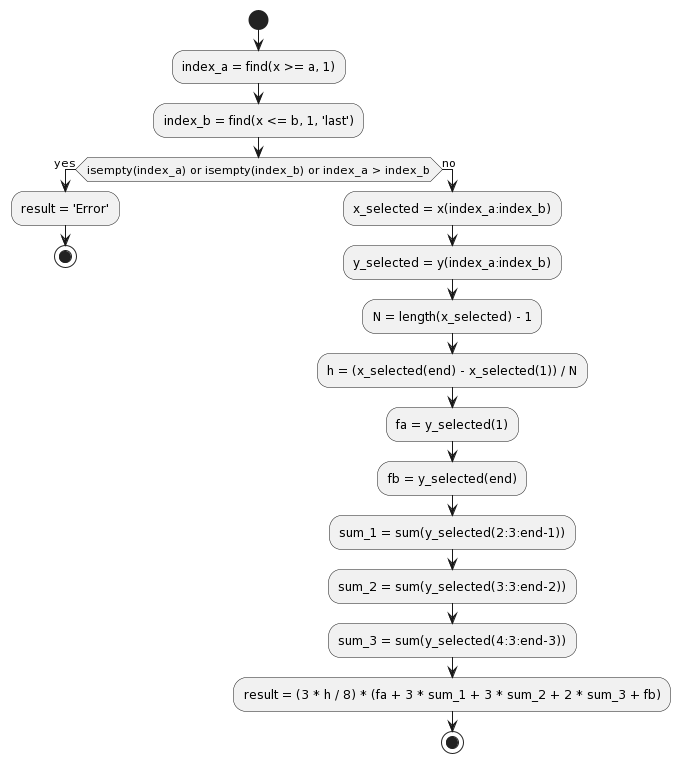 index_a = find(x >= a, 1)
index_b = find(x <= b, 1, 'last')
yes
isempty(index_a) or isempty(index_b) or index_a > index_b
no
result = 'Error'
x_selected = x(index_a:index_b)
y_selected = y(index_a:index_b)
N = length(x_selected) - 1
h = (x_selected(end) - x_selected(1)) / N
fa = y_selected(1)
fb = y_selected(end)
sum_1 = sum(y_selected(2:3:end-1))
sum_2 = sum(y_selected(3:3:end-2))
sum_3 = sum(y_selected(4:3:end-3))
result = (3 * h / 8) * (fa + 3 * sum_1 + 3 * sum_2 + 2 * sum_3 + fb)